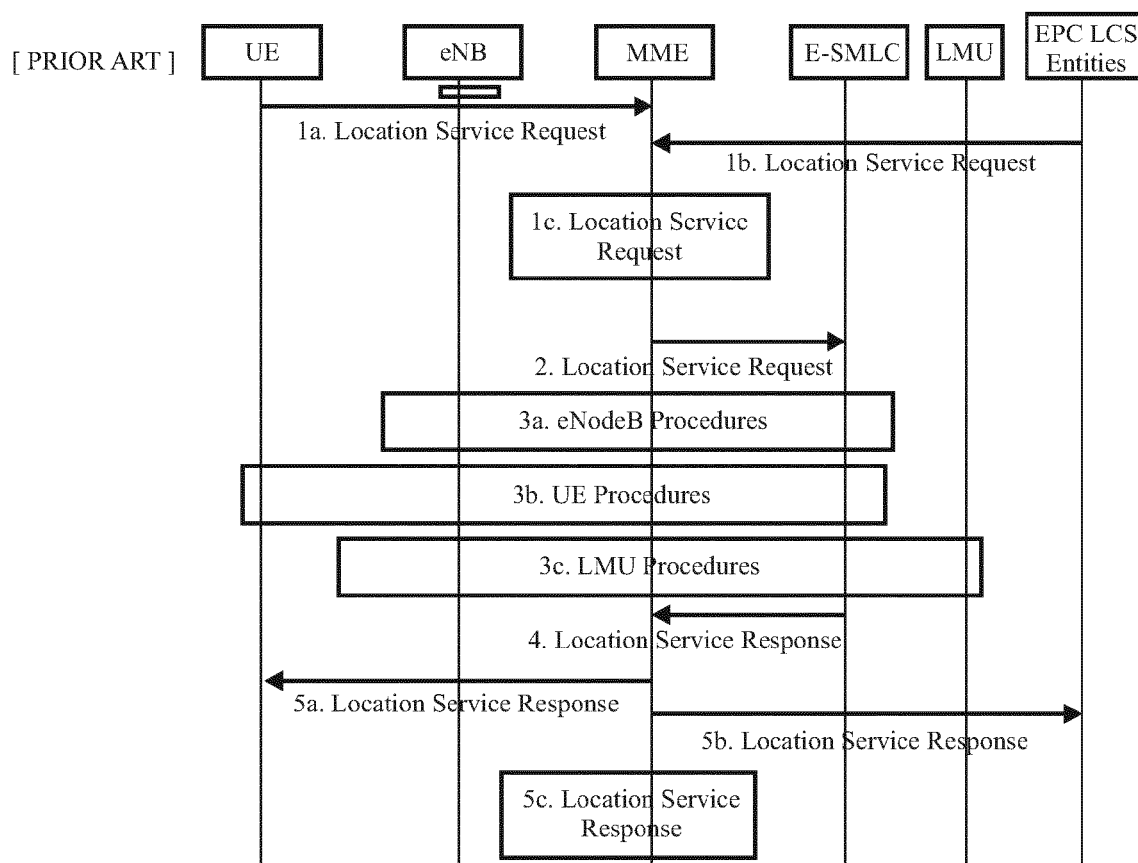 [ PRIOR ART ]
UE
eNB
MME
E-SMLC
LMU
EPC LCS
Entities
1a. Location Service Request
1b. Location Service Request
1c. Location Service
Request
2. Location Service Request
3a. eNodeB Procedures
3b. UE Procedures
3c. LMU Procedures
4. Location Service Response
5a. Location Service Response
5b. Location Service Response
5c. Location Service
Response